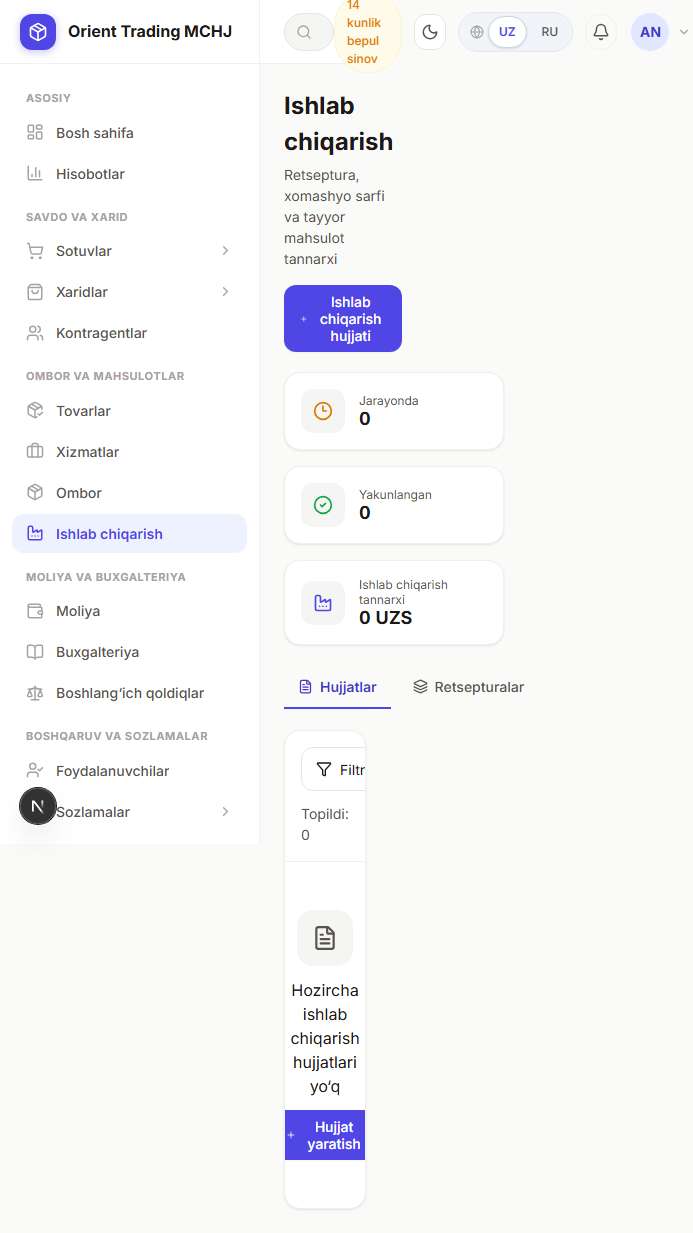 Orient Trading MCHJ
14
kunlik
bepul
sinov
UZ
RU
AN
ASOSIY
Bosh sahifa
Hisobotlar
SAVDO VA XARID
Sotuvlar
Xaridlar
Kontragentlar
OMBOR VA MAHSULOTLAR
Tovarlar
Xizmatlar
Ombor
Ishlab chiqarish
MOLIYA VA BUXGALTERIYA
Moliya
Buxgalteriya
Boshlang‘ich qoldiqlar
BOSHQARUV VA SOZLAMALAR
Foydalanuvchilar
N
Sozlamalar
Ishlab
chiqarish
Retseptura,
xomashyo sarfi
va tayyor
mahsulot
tannarxi
+ Ishlab
chiqarish
hujjati
Jarayonda
0
Yakunlangan
0
Ishlab chiqarish
tannarxi
0 UZS
Hujjatlar
Retsepturalar
Filtr
Topildi:
0
Hozircha
ishlab
chiqarish
hujjatlari
yo‘q
+ Hujjat
yaratish